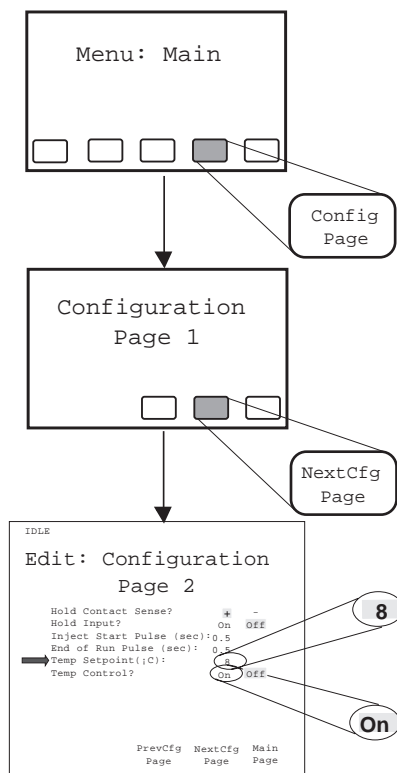 Menu: Main
Config
Page
Configuration
Page 1
NextCfg
Page
IDLE
Edit: Configuration
Page 2
Hold Contact Sense? + -
Hold Input? On Off
Inject Start Pulse (sec): 0.5
End of Run Pulse (sec): 0.5
Temp Setpoint(¡C): 8
Temp Control? On Off
8
On
PrevCfg NextCfg Main
Page Page Page